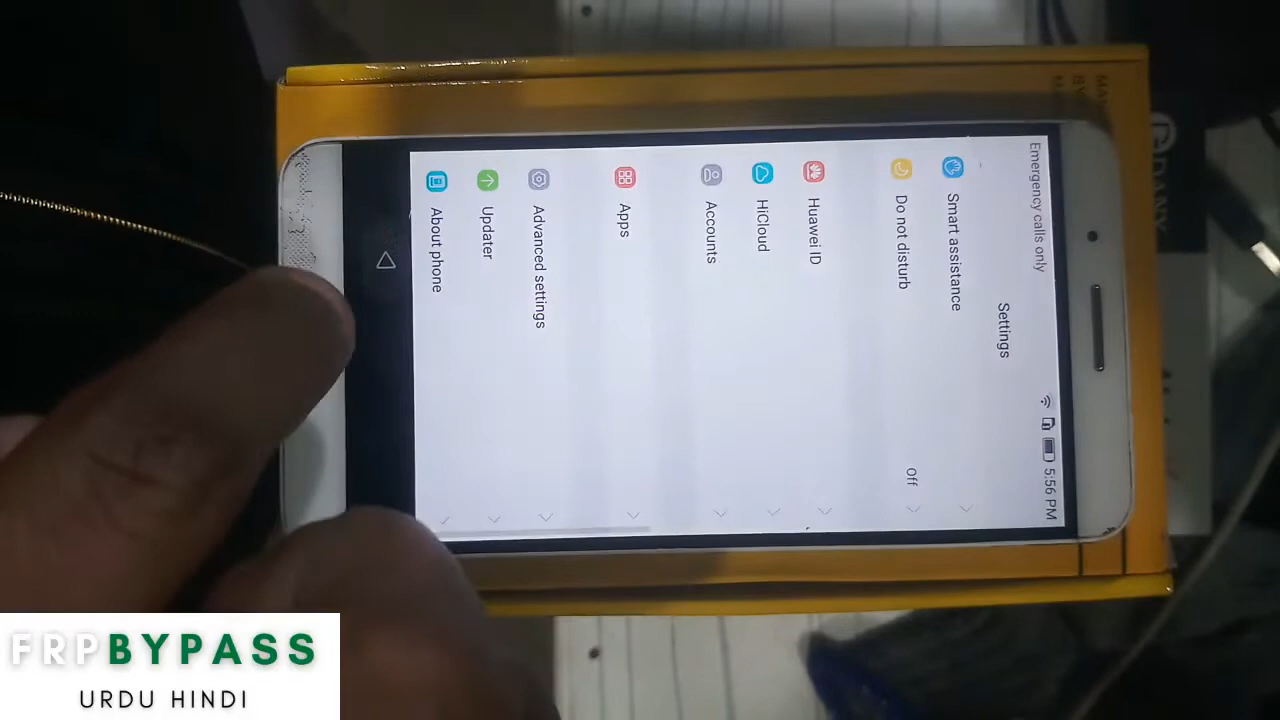 Emergency calls only
5:56 PM
Settings
Smart assistance
Do not disturb
Off
Huawei ID
HiCloud
Accounts
Apps
Advanced settings
Updater
About phone
FRPBYPASS
URDU HINDI